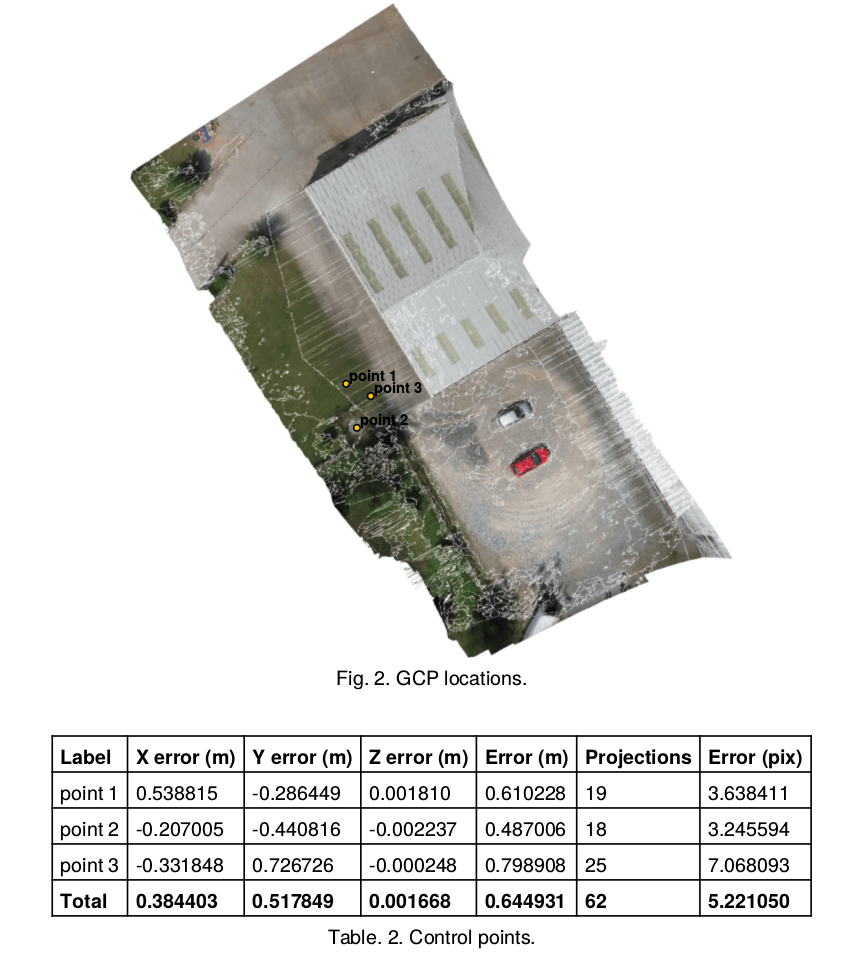 point 1
point 3
point 2
Fig. 2. GCP locations.
Label X error (m) Y error (m) Z error (m) Error (m) Projections Error (pix)
point 1 0.538815 -0.286449 0.001810 0.610228 19 3.638411
point 2 -0.207005 -0.440816 -0.002237 0.487006 18 3.245594
point 3 -0.331848 0.726726 -0.000248 0.798908 25 7.068093
Total 0.384403 0.517849 0.001668 0.644931 62 5.221050
Table. 2. Control points.